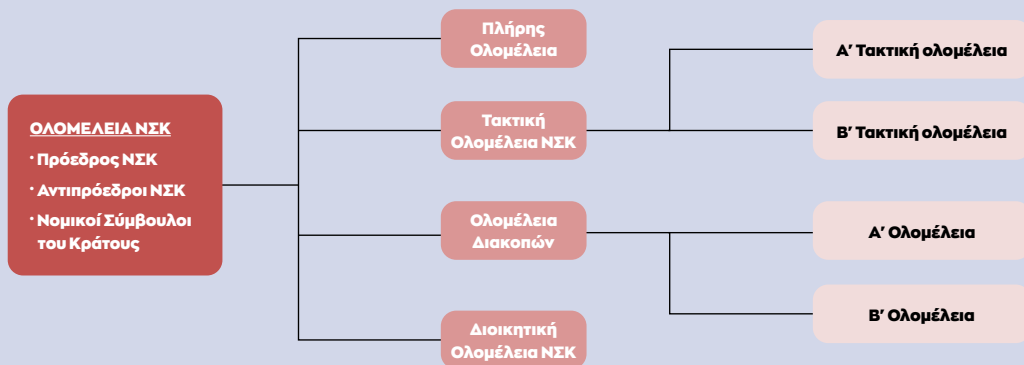 ΟΛΟΜΕΛΕΙΑ ΝΣΚ
· Πρόεδρος ΝΣΚ
· Αντιπρόεδροι ΝΣΚ
· Νομικοί Σύμβουλοι
του Κράτους
Πλήρης
Ολομέλεια
Τακτική
Ολομέλεια ΝΣΚ
Ολομέλεια
Διακοπών
Διοικητική
Ολομέλεια ΝΣΚ
Α’ Τακτική ολομέλεια
Β’ Τακτική ολομέλεια
Α’ Ολομέλεια
Β’ Ολομέλεια